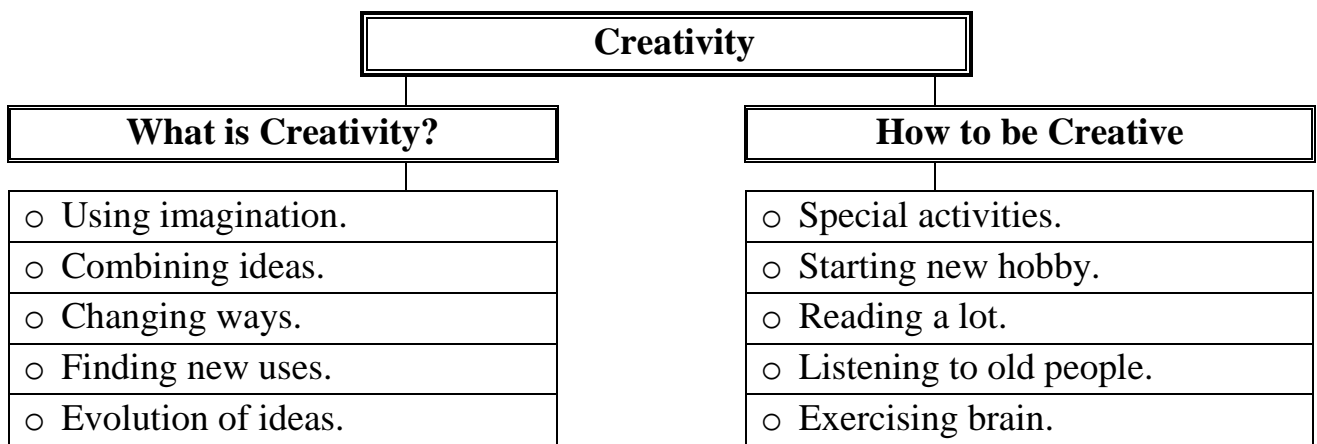 Creativity
What is Creativity?
○ Using imagination.
○ Combining ideas.
○ Changing ways.
○ Finding new uses.
○ Evolution of ideas.
How to be Creative
○ Special activities.
○ Starting new hobby.
○ Reading a lot.
○ Listening to old people.
○ Exercising brain.